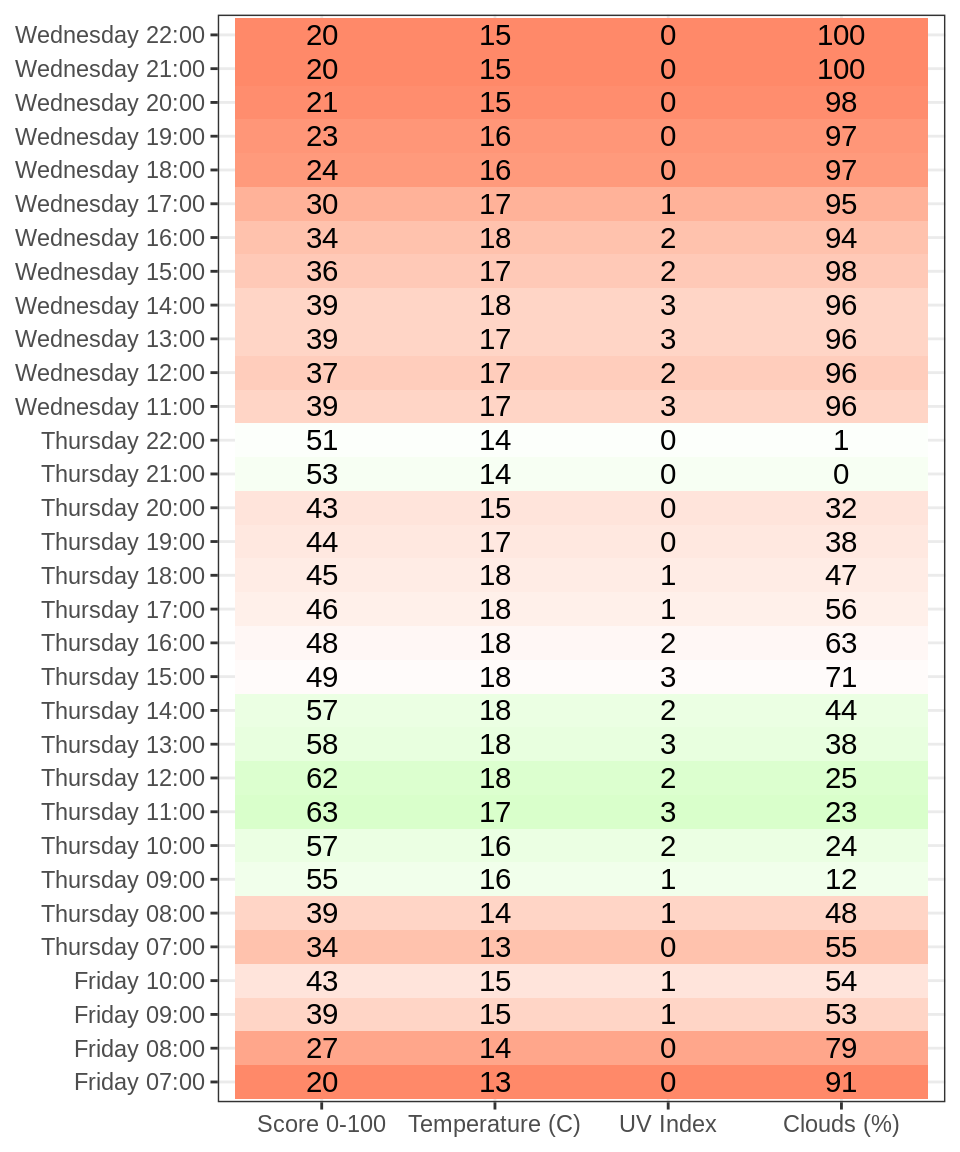 Wednesday 22:00 20 15 0 100
Wednesday 21:00 20 15 0 100
Wednesday 20:00 21 15 0 98
Wednesday 19:00 23 16 0 97
Wednesday 18:00 24 16 0 97
Wednesday 17:00 30 17 1 95
Wednesday 16:00 34 18 2 94
Wednesday 15:00 36 17 2 98
Wednesday 14:00 39 18 3 96
Wednesday 13:00 39 17 3 96
Wednesday 12:00 37 17 2 96
Wednesday 11:00 39 17 3 96
Thursday 22:00 51 14 0 1
Thursday 21:00 53 14 0 0
Thursday 20:00 43 15 0 32
Thursday 19:00 44 17 0 38
Thursday 18:00 45 18 1 47
Thursday 17:00 46 18 1 56
Thursday 16:00 48 18 2 63
Thursday 15:00 49 18 3 71
Thursday 14:00 57 18 2 44
Thursday 13:00 58 18 3 38
Thursday 12:00 62 18 2 25
Thursday 11:00 63 17 3 23
Thursday 10:00 57 16 2 24
Thursday 09:00 55 16 1 12
Thursday 08:00 39 14 1 48
Thursday 07:00 34 13 0 55
Friday 10:00 43 15 1 54
Friday 09:00 39 15 1 53
Friday 08:00 27 14 0 79
Friday 07:00 20 13 0 91
Score 0-100 Temperature (C) UV Index Clouds (%)